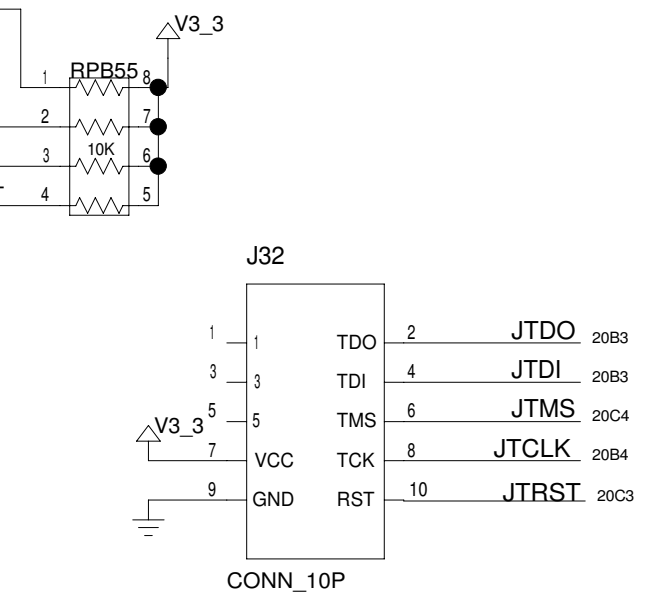 V3_3
RPB55
1 8
2 7
3 10K 6
4 5
J32
1 1 TDO 2 JTDO 20B3
3 3 TDI 4 JTDI 20B3
5 5 TMS 6 JTMS 20C4
V3_3
7 VCC TCK 8 JTCLK 20B4
9 GND RST 10 JTRST 20C3
CONN_10P